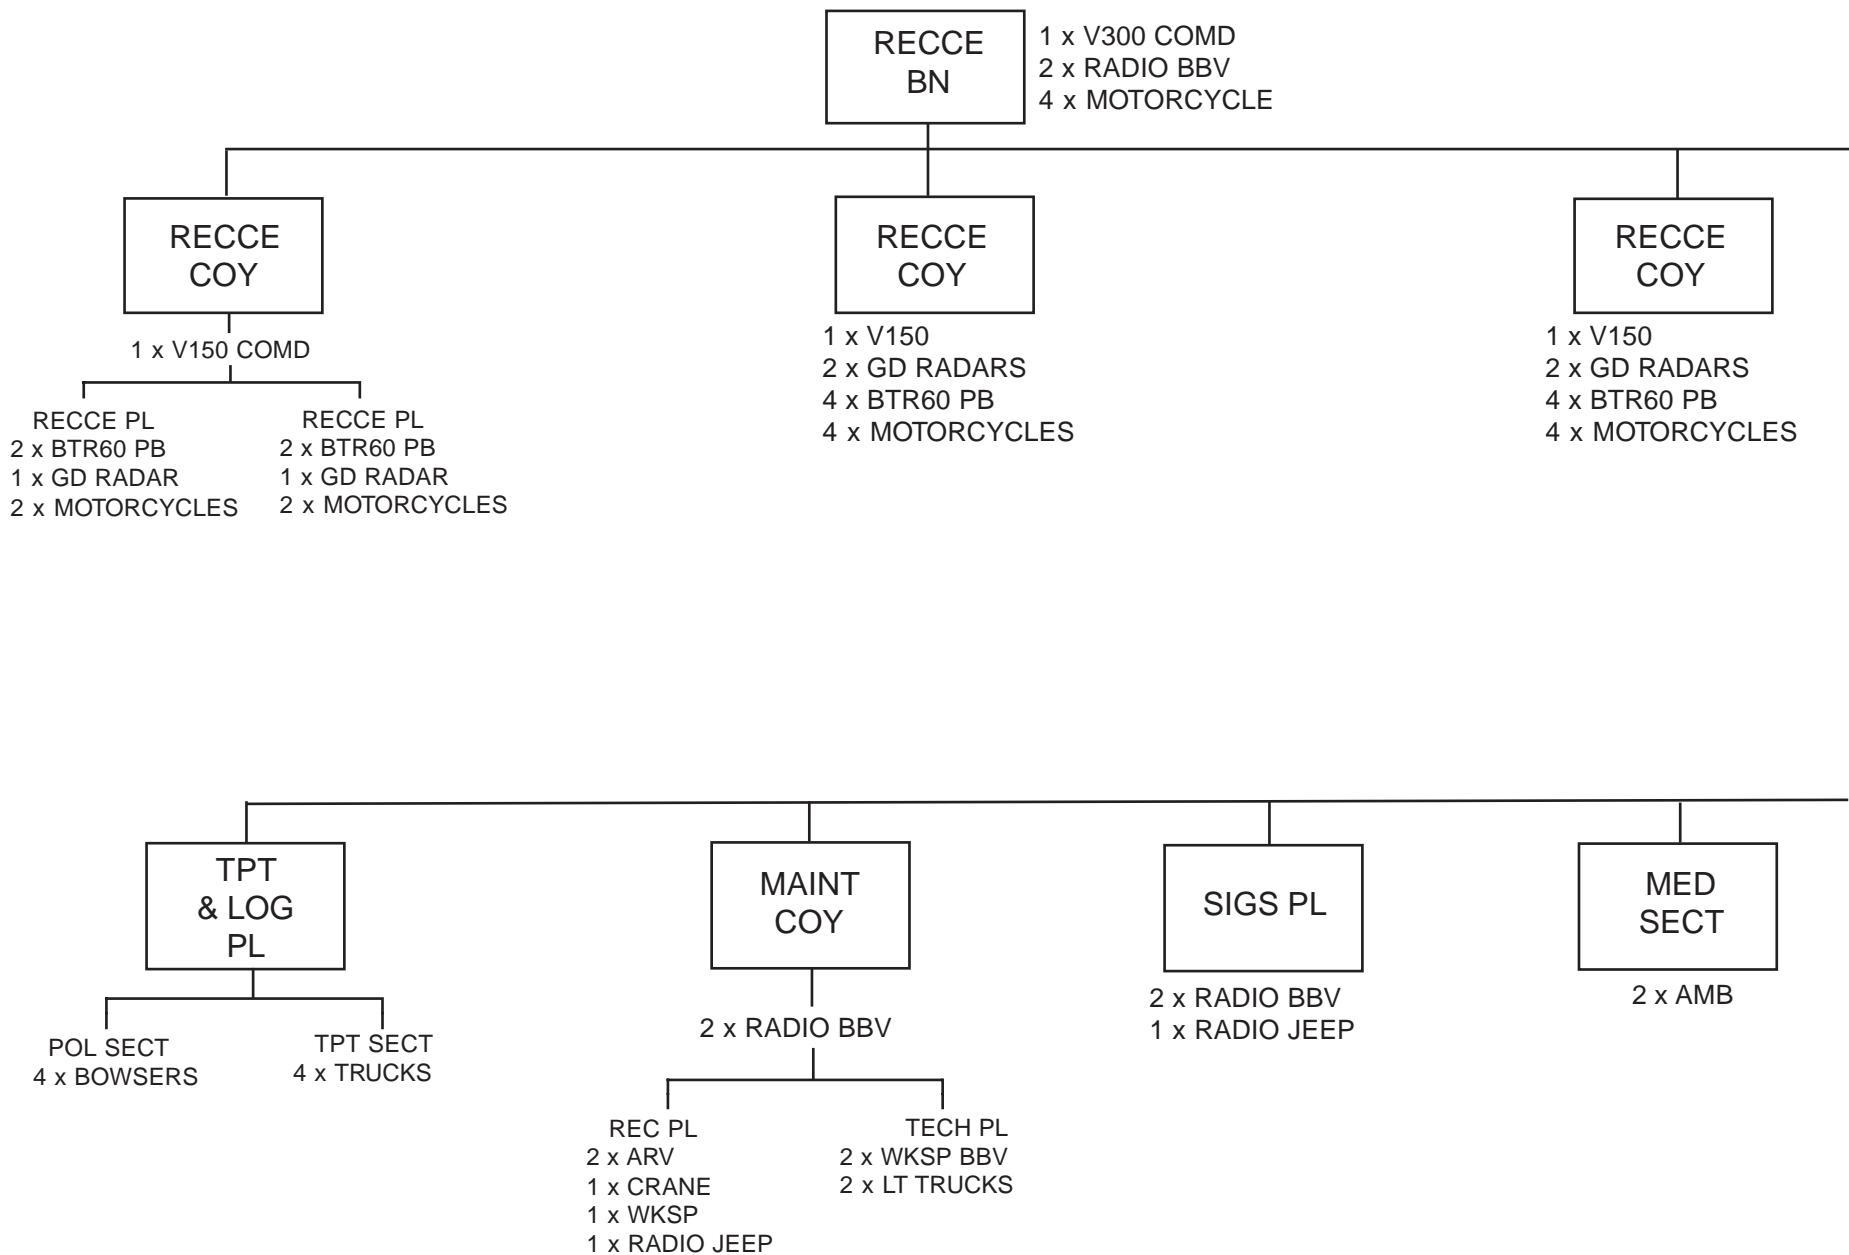 RECCE
BN
1 x V300 COMD
2 x RADIO BBV
4 x MOTORCYCLE
RECCE
COY
1 x V150 COMD
RECCE PL
2 x BTR60 PB
1 x GD RADAR
2 x MOTORCYCLES
RECCE PL
2 x BTR60 PB
1 x GD RADAR
2 x MOTORCYCLES
RECCE
COY
1 x V150
2 x GD RADARS
4 x BTR60 PB
4 x MOTORCYCLES
RECCE
COY
1 x V150
2 x GD RADARS
4 x BTR60 PB
4 x MOTORCYCLES
TPT
& LOG
PL
POL SECT
4 x BOWSERS
TPT SECT
4 x TRUCKS
MAINT
COY
2 x RADIO BBV
REC PL
2 x ARV
1 x CRANE
1 x WKSP
1 x RADIO JEEP
TECH PL
2 x WKSP BBV
2 x LT TRUCKS
SIGS PL
2 x RADIO BBV
1 x RADIO JEEP
MED
SECT
2 x AMB